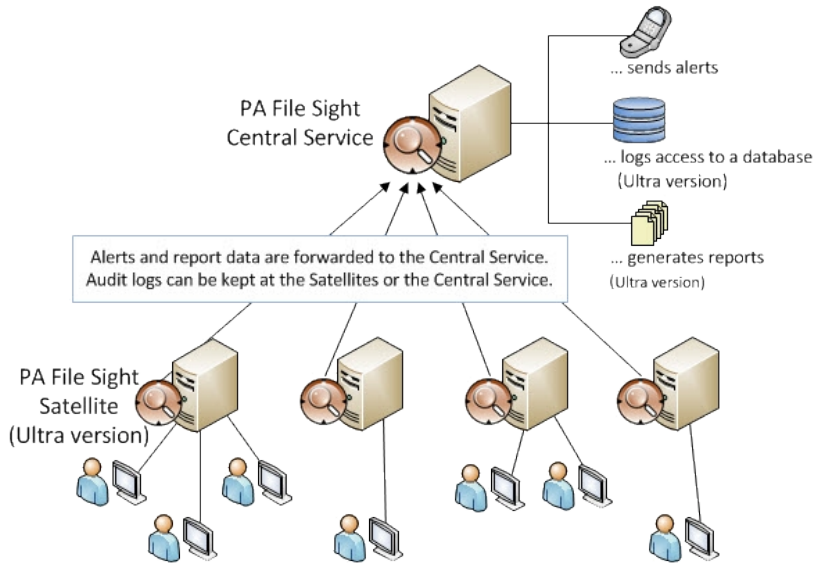 PA File Sight
Central Service
... sends alerts
... logs access to a database
(Ultra version)
... generates reports
(Ultra version)
Alerts and report data are forwarded to the Central Service.
Audit logs can be kept at the Satellites or the Central Service.
PA File Sight
Satellite
(Ultra version)